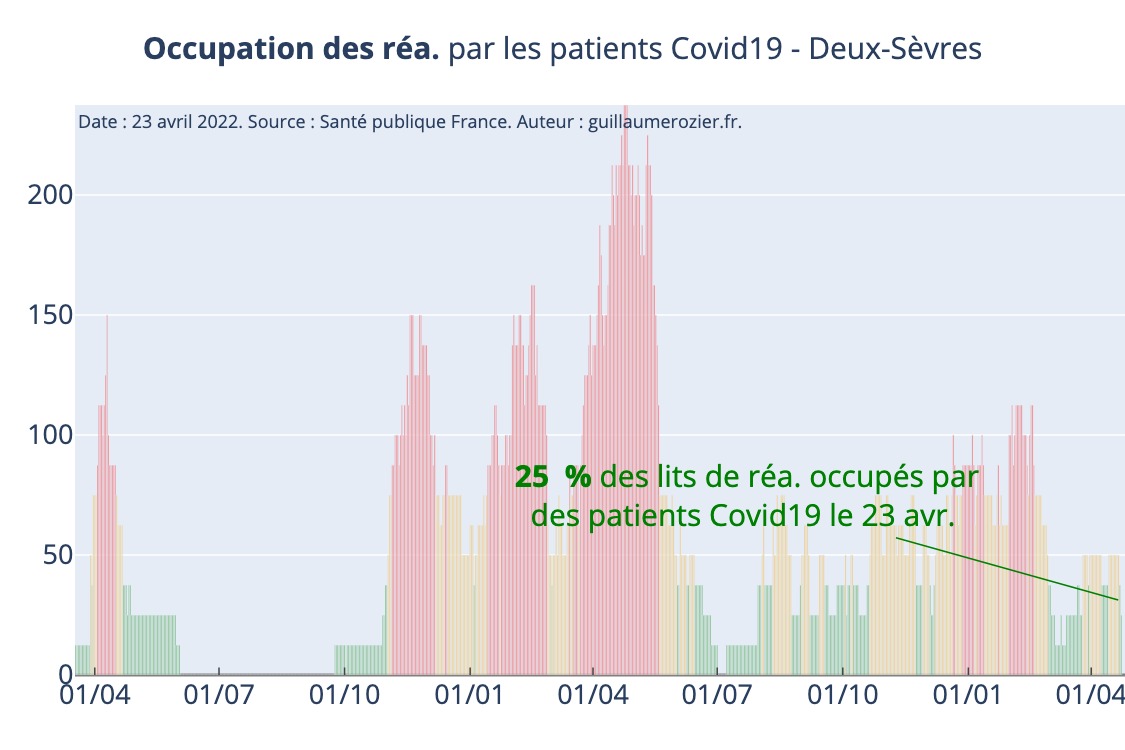 Occupation des réa. par les patients Covid19 - Deux-Sèvres
Date : 23 avril 2022. Source : Santé publique France. Auteur : guillaumerozier.fr.
200
150
100
50
0
25 % des lits de réa. occupés par
des patients Covid19 le 23 avr.
01/04 01/07 01/10 01/01 01/04 01/07 01/10 01/01 01/04